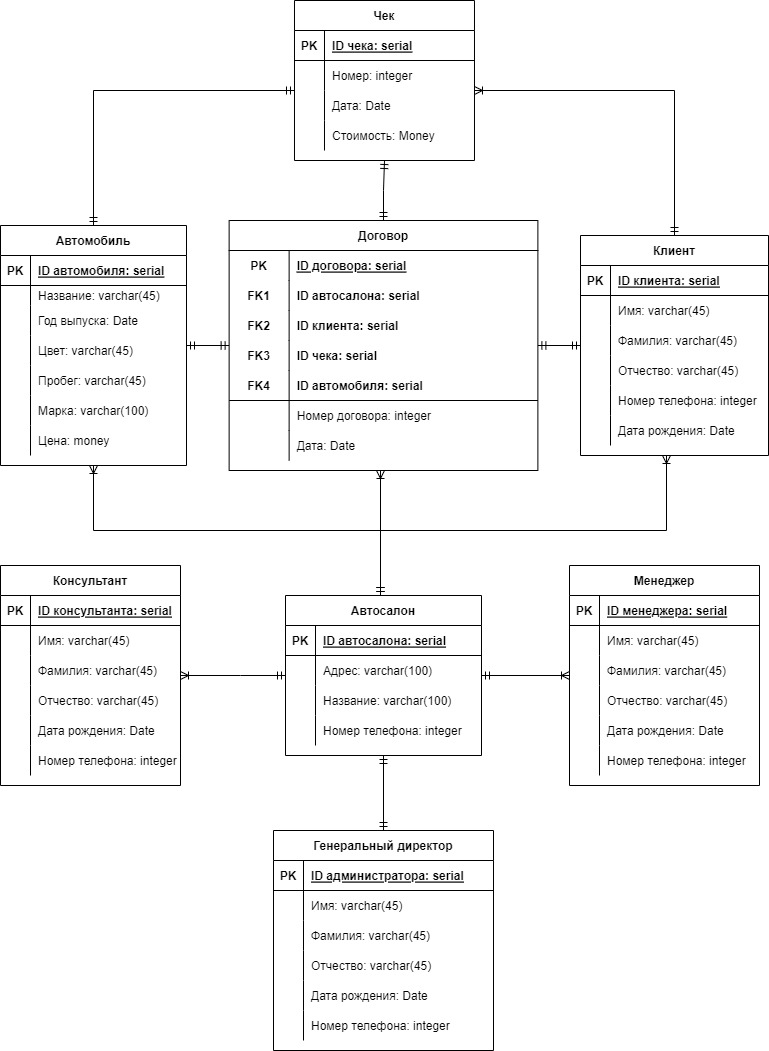 Чек
PK ID чека: serial
Номер: integer
Дата: Date
Стоимость: Money
Автомобиль
PK ID автомобиля: serial
Название: varchar(45)
Год выпуска: Date
Цвет: varchar(45)
Пробег: varchar(45)
Марка: varchar(100)
Цена: money
Договор
PK ID договора: serial
FK1 ID автосалона: serial
FK2 ID клиента: serial
FK3 ID чека: serial
FK4 ID автомобиля: serial
Номер договора: integer
Дата: Date
Клиент
PK ID клиента: serial
Имя: varchar(45)
Фамилия: varchar(45)
Отчество: varchar(45)
Номер телефона: integer
Дата рождения: Date
Консультант
PK ID консультанта: serial
Имя: varchar(45)
Фамилия: varchar(45)
Отчество: varchar(45)
Дата рождения: Date
Номер телефона: integer
Автосалон
PK ID автосалона: serial
Адрес: varchar(100)
Название: varchar(100)
Номер телефона: integer
Менеджер
PK ID менеджера: serial
Имя: varchar(45)
Фамилия: varchar(45)
Отчество: varchar(45)
Дата рождения: Date
Номер телефона: integer
Генеральный директор
PK ID администратора: serial
Имя: varchar(45)
Фамилия: varchar(45)
Отчество: varchar(45)
Дата рождения: Date
Номер телефона: integer